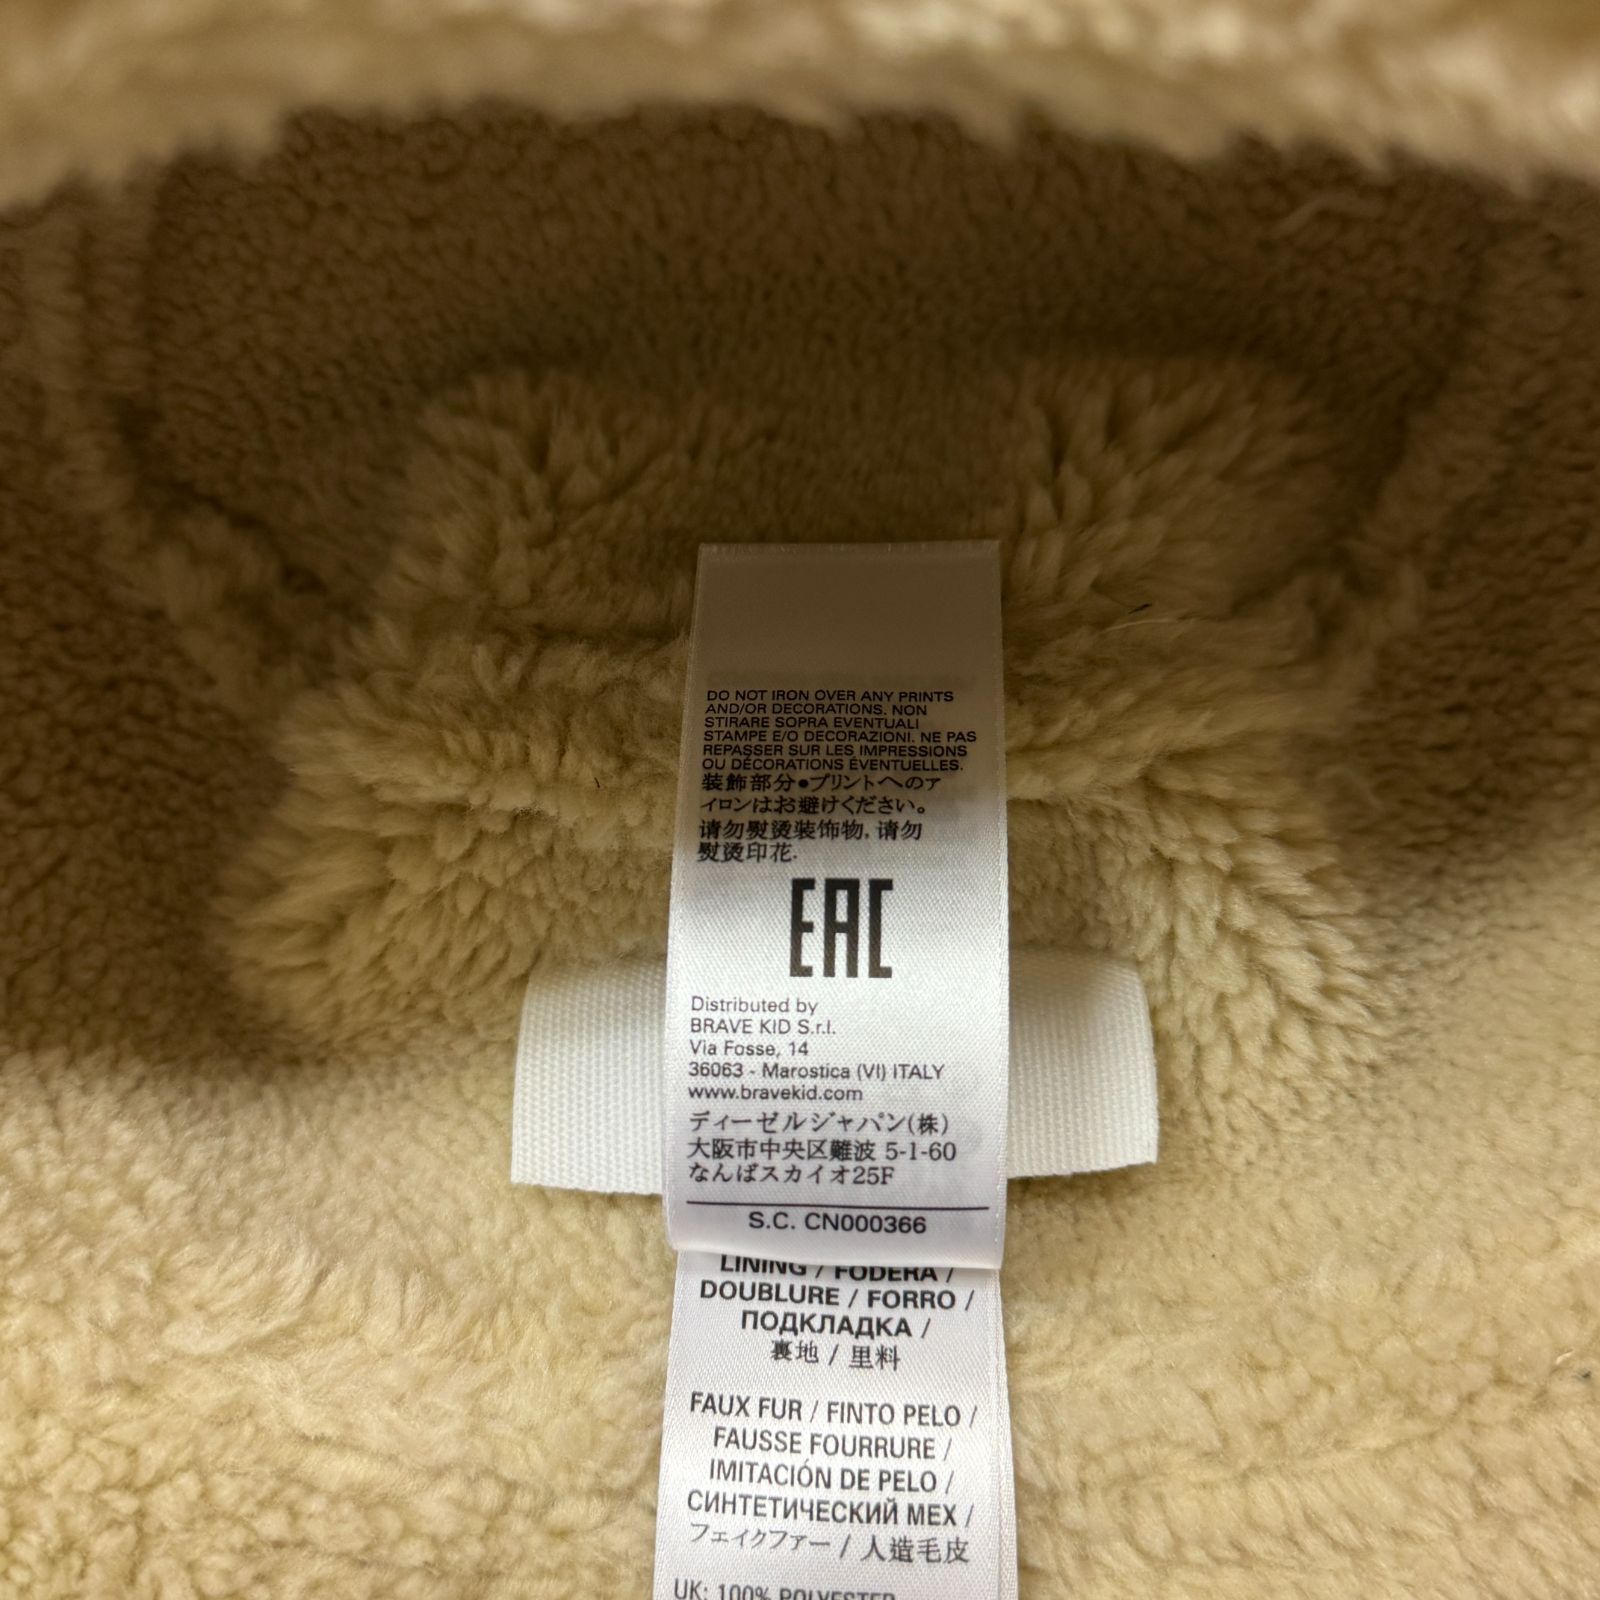 DO NOT IRON OVER ANY PRINTS
AND/OR DECORATIONS. NON
STIRARE SOPRA EVENTUALI
STAMPE E/O DECORAZIONI. NE PAS
REPASSER SUR LES IMPRESSIONS
OU DÉCORATIONS ÉVENTUELLES.
装飾部分●プリントへのア
イロンはお避けください。
请勿熨烫装饰物,请勿
熨烫印花.
EAC
Distributed by
BRAVE KID S.r.l.
Via Fosse, 14
36063 - Marostica (VI) ITALY
www.bravekid.com
ディーゼルジャパン(株)
大阪市中央区難波 5-1-60
なんばスカイオ25F
S.C. CN000366
LINING / FODERA /
DOUBLURE / FORRO /
ПОДКЛАДКА /
裏地 / 里料
FAUX FUR / FINTO PELO /
FAUSSE FOURRURE /
IMITACIÓN DE PELO /
СИНТЕТИЧЕСКИЙ МЕХ /
フェイクファー / 人造毛皮
UK: 100% POLYESTER